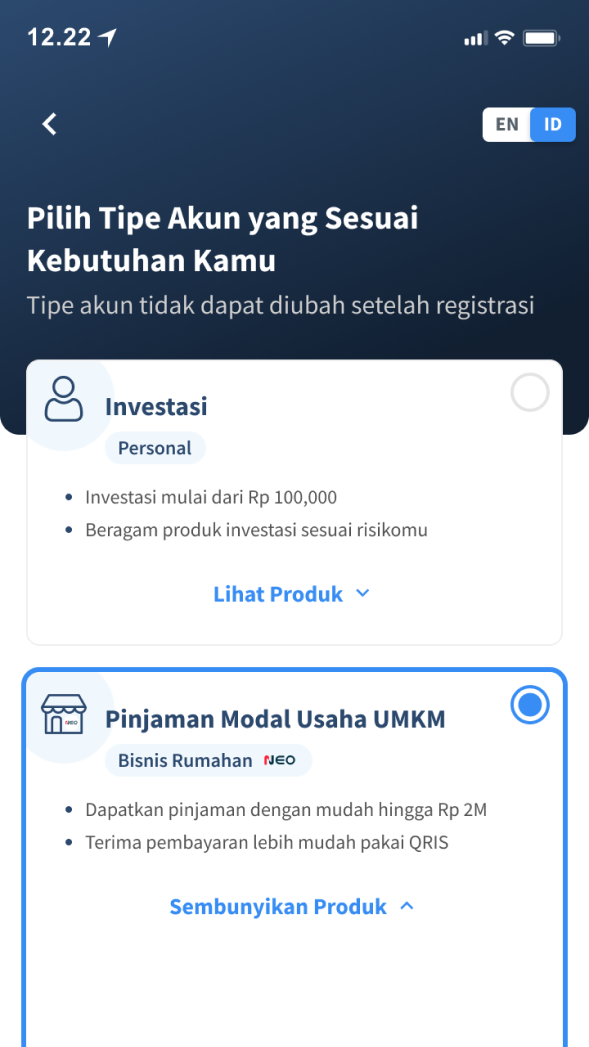 12.22
EN ID
Pilih Tipe Akun yang Sesuai
Kebutuhan Kamu
Tipe akun tidak dapat diubah setelah registrasi
Investasi
Personal
• Investasi mulai dari Rp 100,000
• Beragam produk investasi sesuai risikomu
Lihat Produk
NEO
Pinjaman Modal Usaha UMKM
Bisnis Rumahan NEO
• Dapatkan pinjaman dengan mudah hingga Rp 2M
• Terima pembayaran lebih mudah pakai QRIS
Sembunyikan Produk